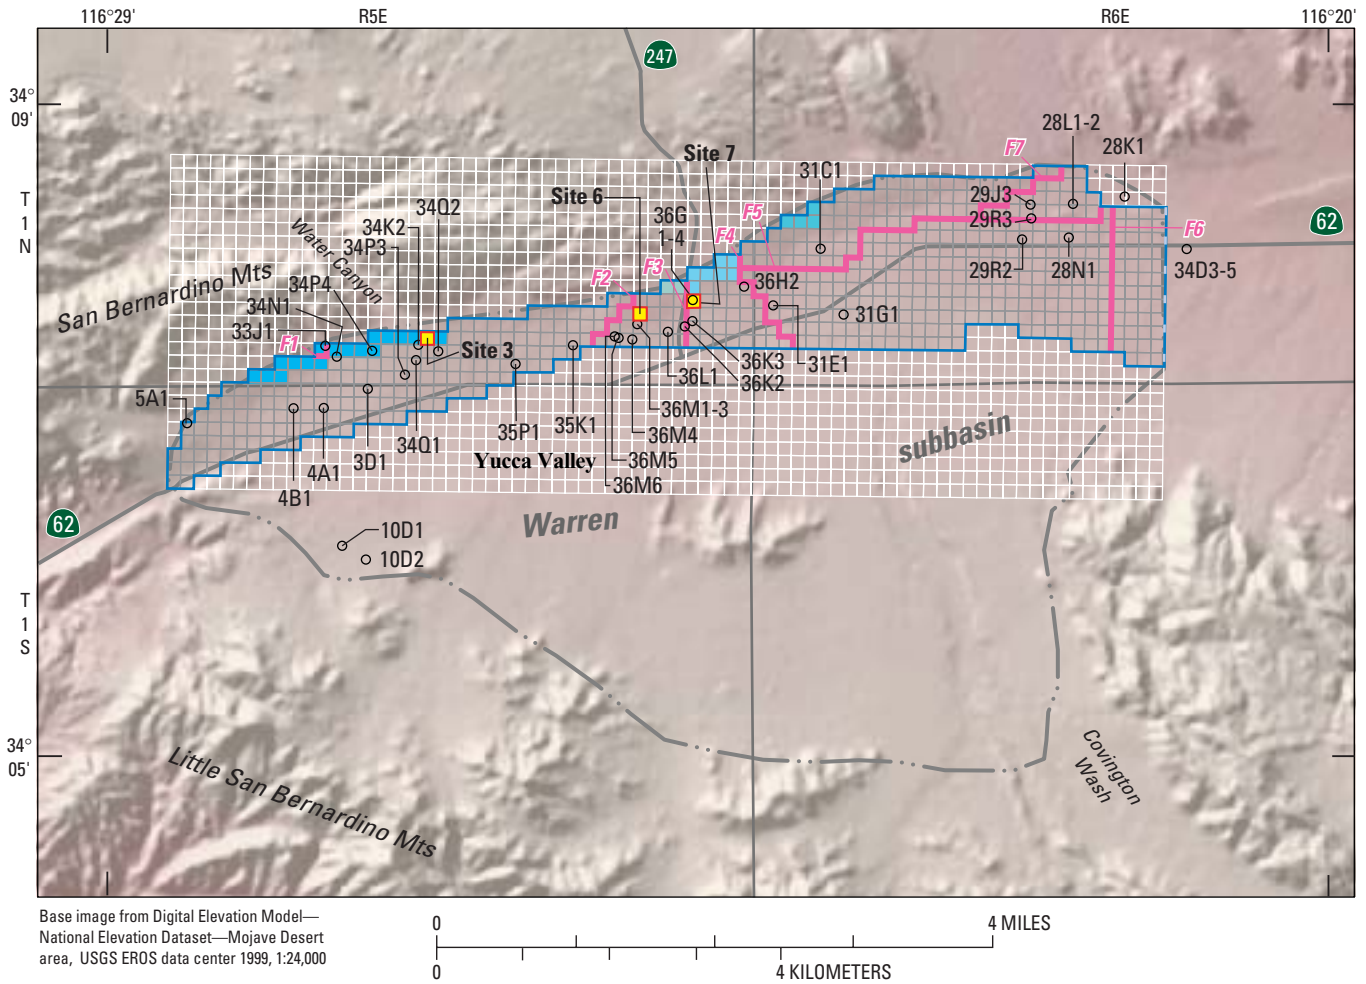 116°29'
R5E
R6E
116°20'
247
34°
09'
T
1
N
Site 7
Site 6
28L1-2
28K1
F7
31C1
29J3
29R3
F6
62
34D3-5
29R2
28N1
34Q2
34K2
34P3
36G
1-4
F5
F4
F3
F2
Water Canyon
San Bernardino Mts
34P4
34N1
33J1
F1
36H2
31G1
31E1
Site 3
36K3
36K2
36L1
36M1-3
36M4
36M5
36M6
5A1
4B1
4A1
3D1
34Q1
35P1
35K1
Yucca Valley
subbasin
Warren
62
10D1
10D2
T
1
S
34°
05'
Little San Bernardino Mts
Covington
Wash
Base image from Digital Elevation Model—
National Elevation Dataset—Mojave Desert
area, USGS EROS data center 1999, 1:24,000
0
4 MILES
0
4 KILOMETERS